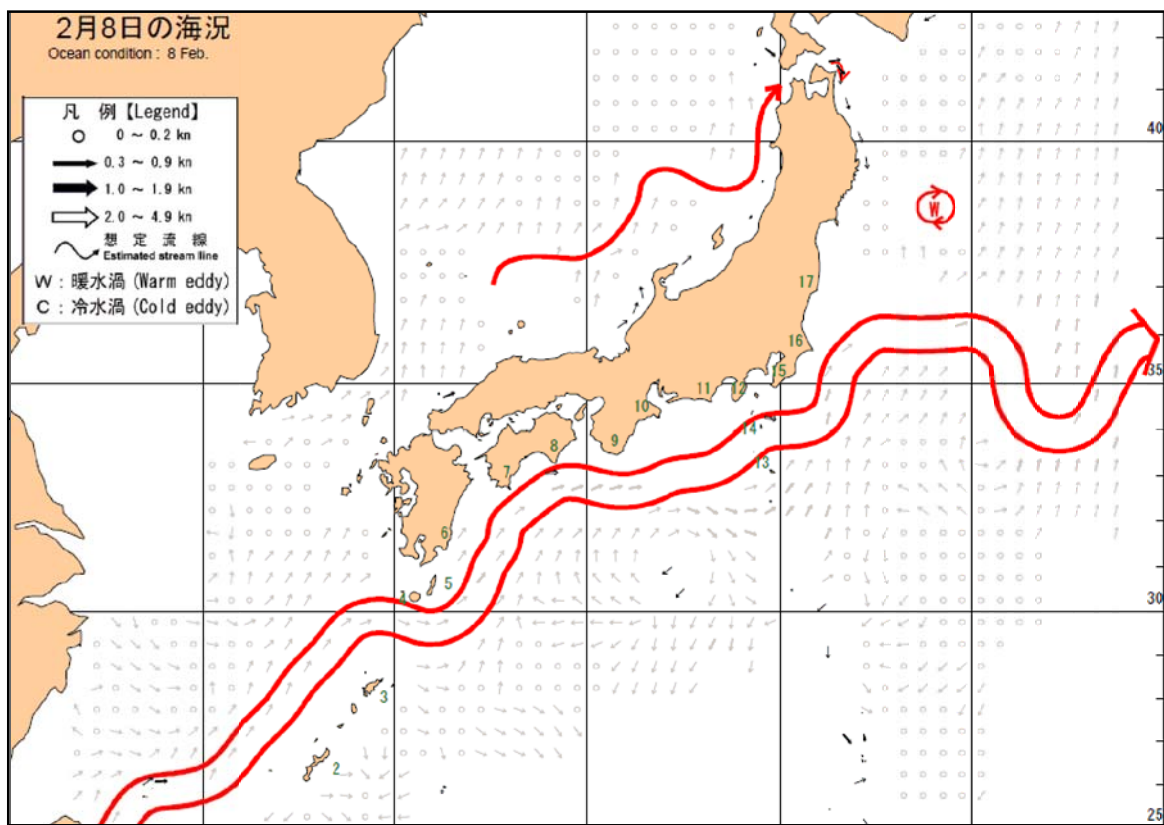 2月8日の海況
Ocean condition : 8 Feb.
凡 例【Legend】
0 ~ 0.2 kn
0.3 ~ 0.9 kn
1.0 ~ 1.9 kn
2.0 ~ 4.9 kn
想 定 流 線
Estimated stream line
W : 暖水渦 (Warm eddy)
C : 冷水渦 (Cold eddy)
40
W
17
16
35
15
12
11
10
14
9
8
13
7
6
5
4
30
3
2
25